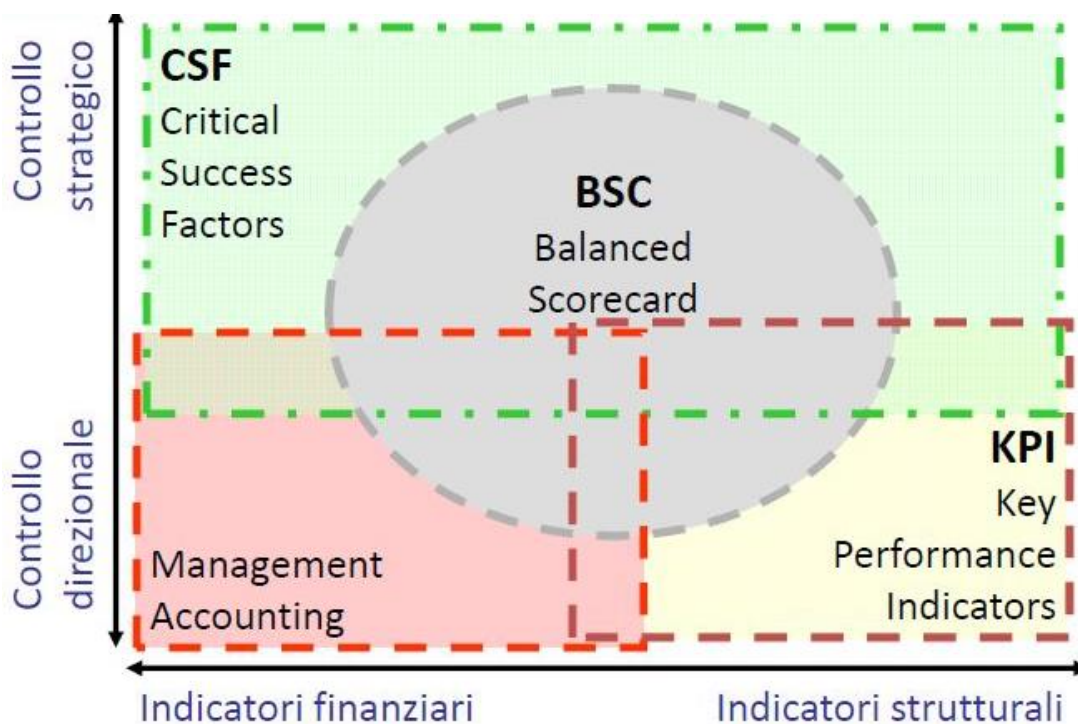 Controllo
strategico
CSF
Critical
Success
Factors
BSC
Balanced
Scorecard
Controllo
direzionale
Management
Accounting
KPI
Key
Performance
Indicators
Indicatori finanziari
Indicatori strutturali